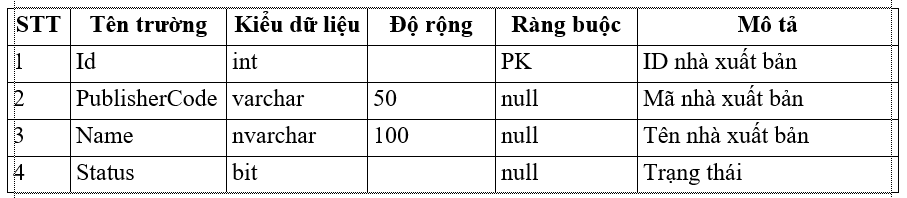 STT Tên trường Kiểu dữ liệu Độ rộng Ràng buộc Mô tả
1 Id int PK ID nhà xuất bản
2 PublisherCode varchar 50 null Mã nhà xuất bản
3 Name nvarchar 100 null Tên nhà xuất bản
4 Status bit null Trạng thái